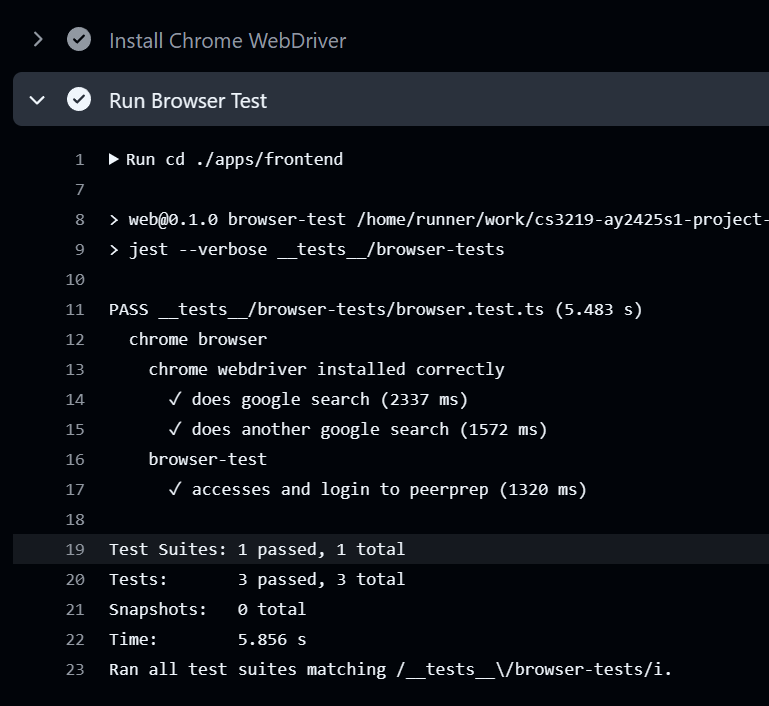 Install Chrome WebDriver
Run Browser Test
1 ▶ Run cd ./apps/frontend
7
8 > web@0.1.0 browser-test /home/runner/work/cs3219-ay2425s1-project-
9 > jest --verbose __tests__/browser-tests
10
11 PASS __tests__/browser-tests/browser.test.ts (5.483 s)
12 chrome browser
13 chrome webdriver installed correctly
14 ✓ does google search (2337 ms)
15 ✓ does another google search (1572 ms)
16 browser-test
17 ✓ accesses and login to peerprep (1320 ms)
18
19 Test Suites: 1 passed, 1 total
20 Tests: 3 passed, 3 total
21 Snapshots: 0 total
22 Time: 5.856 s
23 Ran all test suites matching /__tests__\/browser-tests/i.